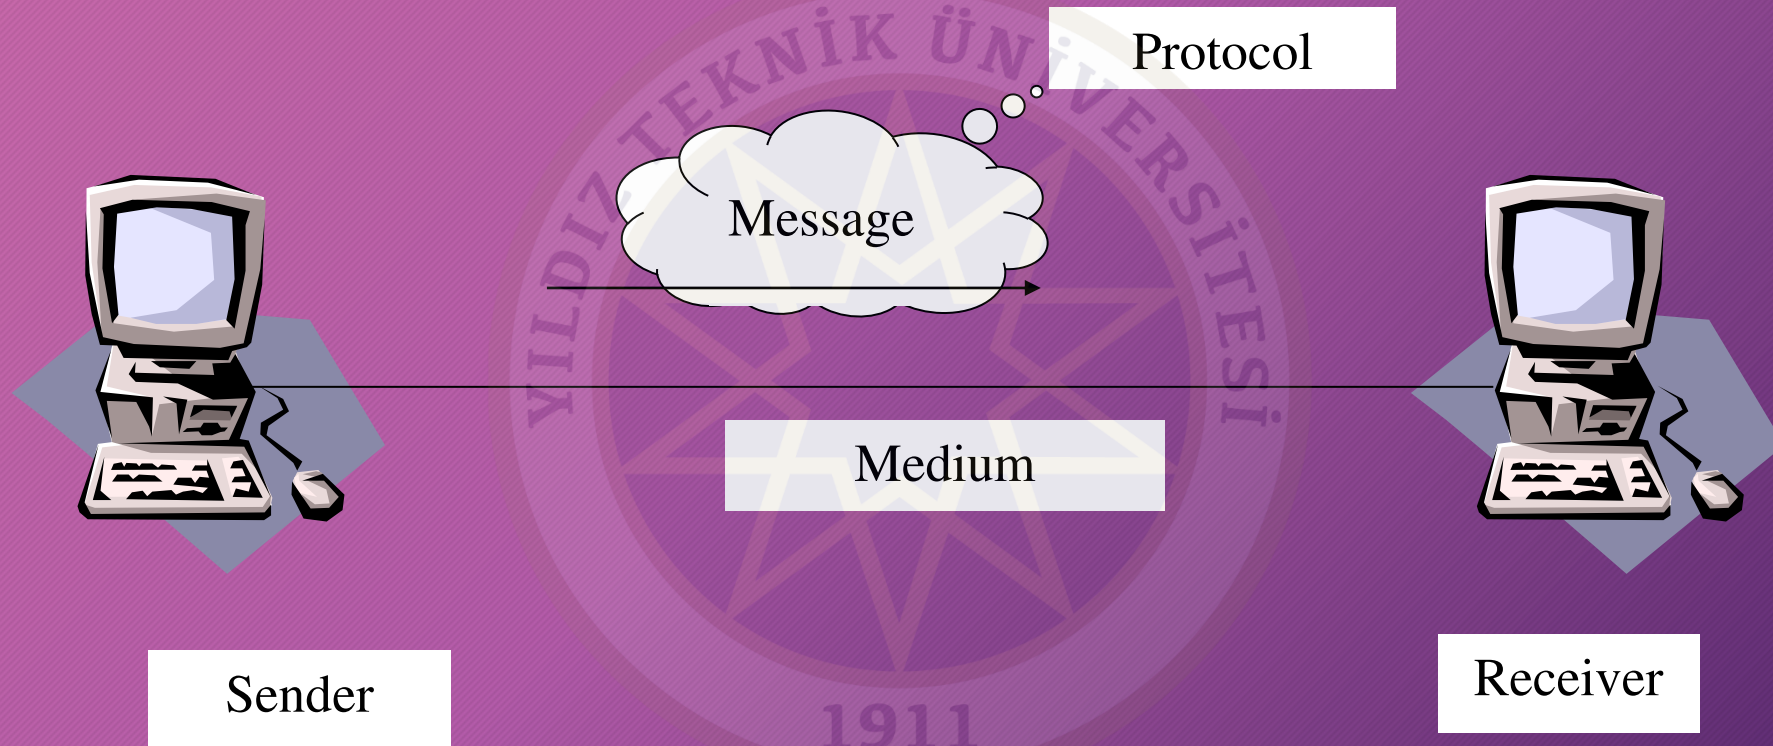 YILDIZ TEKNİK ÜNİVERSİTESİ
Protocol
Message
Medium
Sender
Receiver
1911